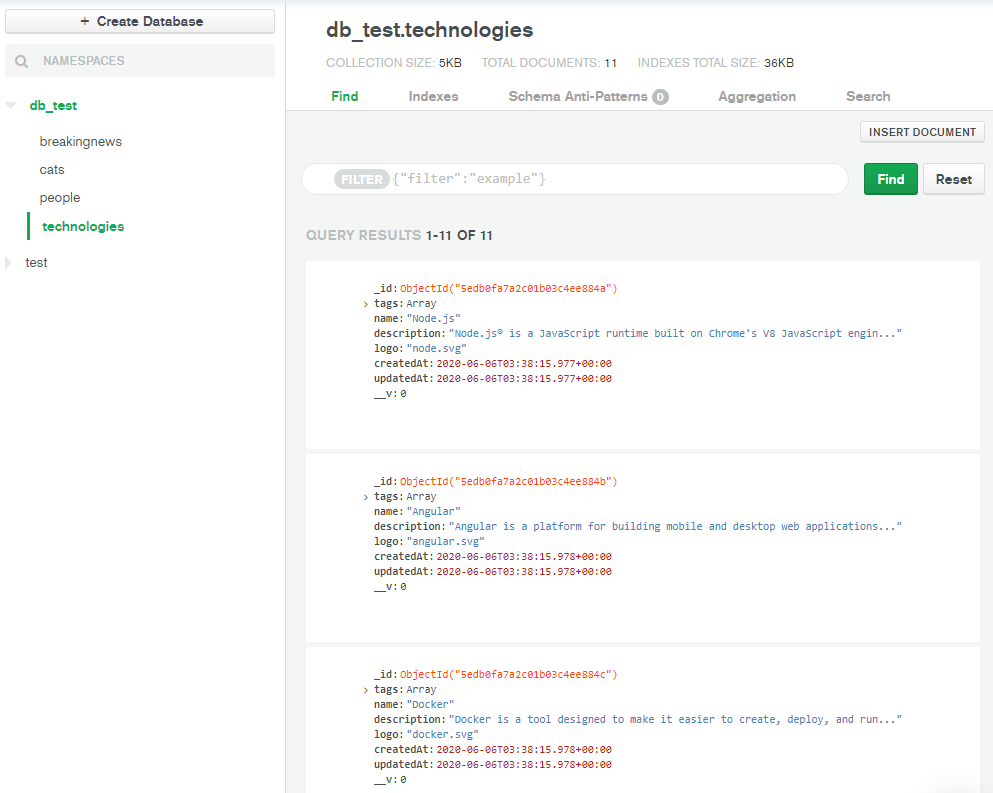 + Create Database
NAMESPACES
db_test
breakingnews
cats
people
technologies
test
db_test.technologies
COLLECTION SIZE: 5KB TOTAL DOCUMENTS: 11 INDEXES TOTAL SIZE: 36KB
Find Indexes Schema Anti-Patterns 0 Aggregation Search
INSERT DOCUMENT
FILTER {"filter":"example"} Find Reset
QUERY RESULTS 1-11 OF 11
_id: ObjectId("5edb0fa7a2c01b03c4ee884a")
> tags: Array
name: "Node.js"
description: "Node.js® is a JavaScript runtime built on Chrome's V8 JavaScript engin..."
logo: "node.svg"
createdAt: 2020-06-06T03:38:15.977+00:00
updatedAt: 2020-06-06T03:38:15.977+00:00
__v: 0
_id: ObjectId("5edb0fa7a2c01b03c4ee884b")
> tags: Array
name: "Angular"
description: "Angular is a platform for building mobile and desktop web applications..."
logo: "angular.svg"
createdAt: 2020-06-06T03:38:15.978+00:00
updatedAt: 2020-06-06T03:38:15.978+00:00
__v: 0
_id: ObjectId("5edb0fa7a2c01b03c4ee884c")
> tags: Array
name: "Docker"
description: "Docker is a tool designed to make it easier to create, deploy, and run..."
logo: "docker.svg"
createdAt: 2020-06-06T03:38:15.978+00:00
updatedAt: 2020-06-06T03:38:15.978+00:00
__v: 0